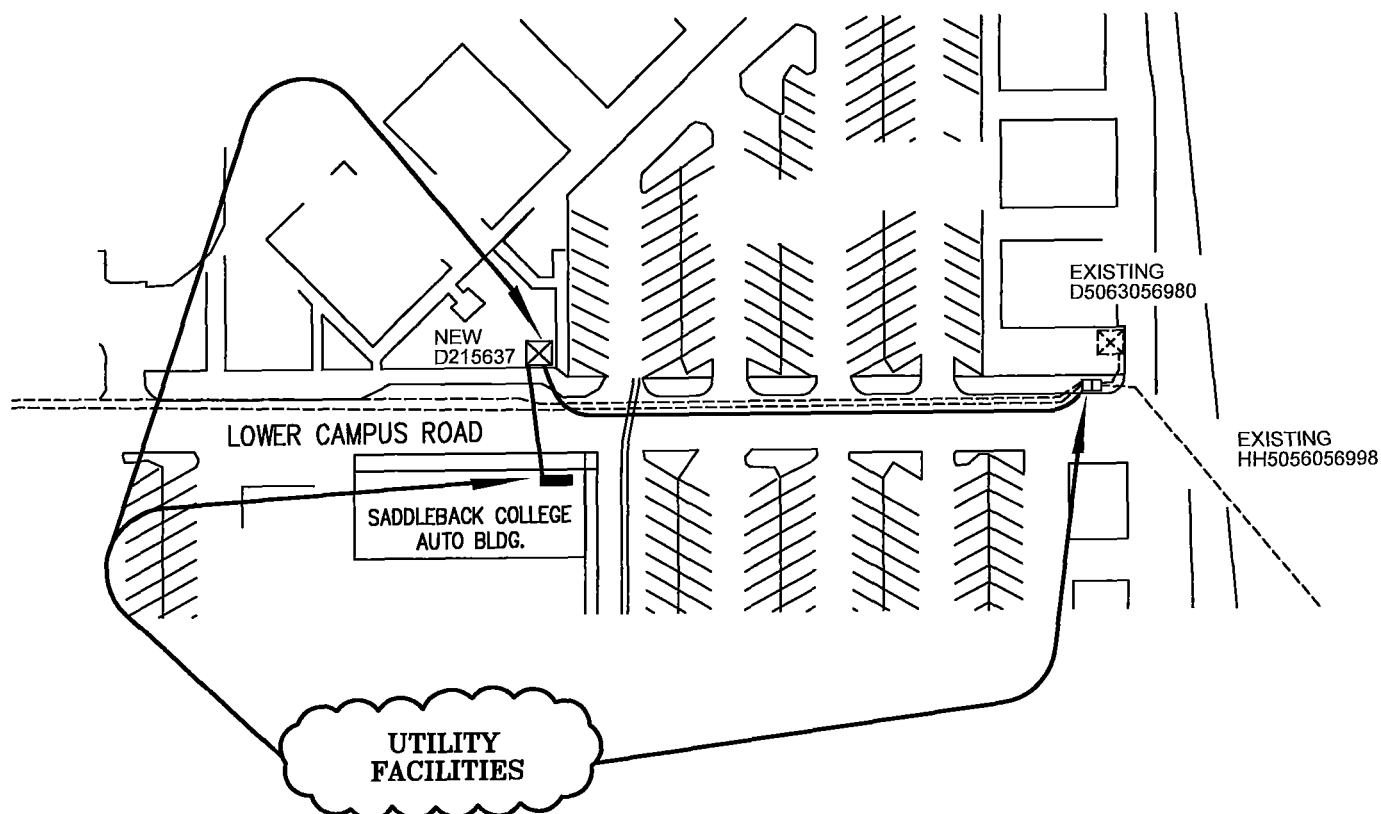 EXISTING
D5063056980
NEW
D215637
LOWER CAMPUS ROAD
EXISTING
HH5056056998
SADDLEBACK COLLEGE
AUTO BLDG.
UTILITY
FACILITIES